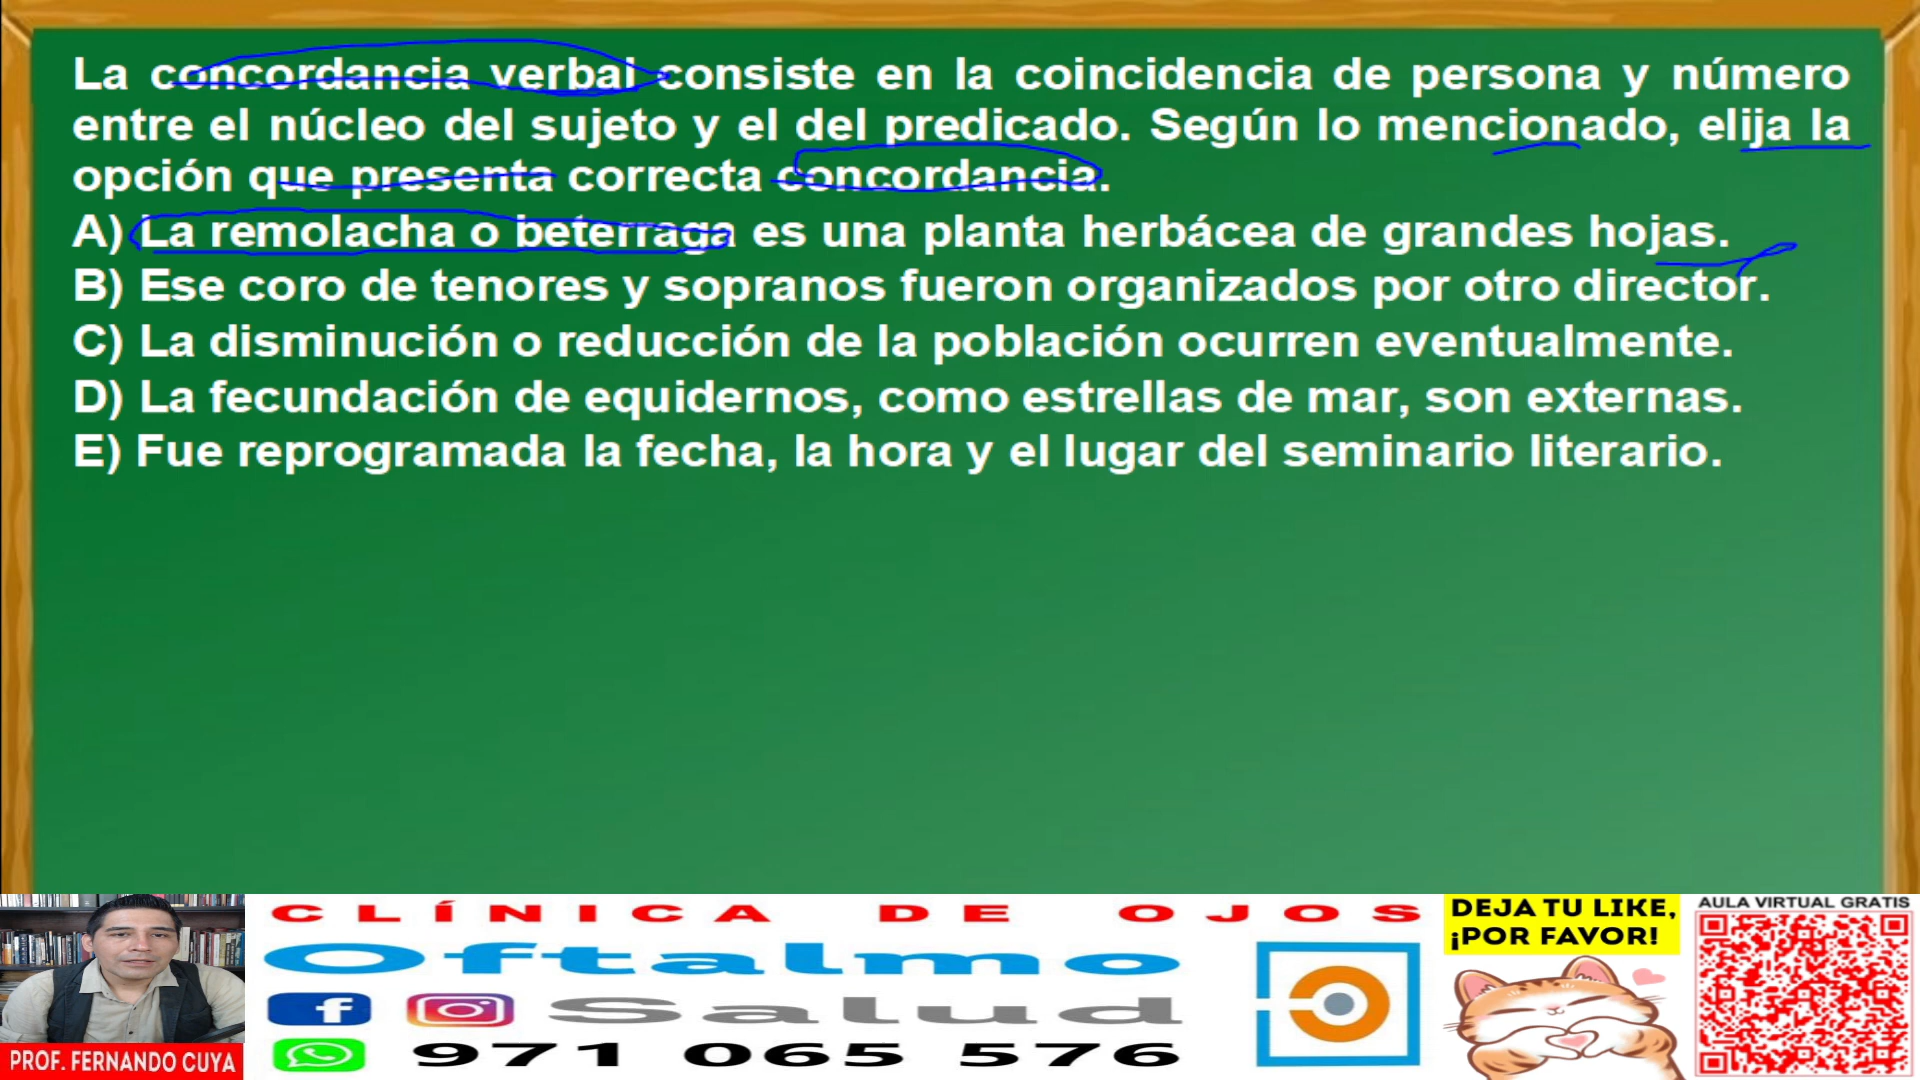 La concordancia verbal consiste en la coincidencia de persona y número
entre el núcleo del sujeto y el del predicado. Según lo mencionado, elija la
opción que presenta correcta concordancia.
A) La remolacha o beterraga es una planta herbácea de grandes hojas.
B) Ese coro de tenores y sopranos fueron organizados por otro director.
C) La disminución o reducción de la población ocurren eventualmente.
D) La fecundación de equidernos, como estrellas de mar, son externas.
E) Fue reprogramada la fecha, la hora y el lugar del seminario literario.
PROF. FERNANDO CUYA
CLÍNICA DE OJOS
Oftalmo
Salud
971 065 576
DEJA TU LIKE,
¡POR FAVOR!
AULA VIRTUAL GRATIS